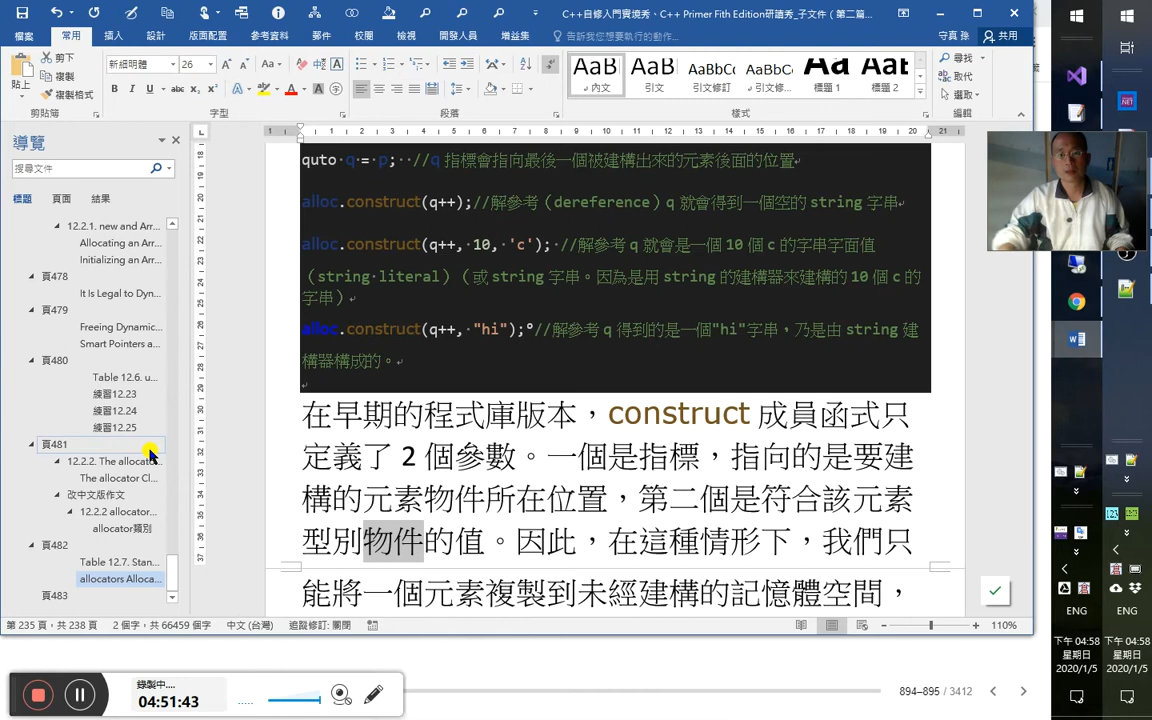 C++自修入門實境秀、C++ Primer Fith Edition研讀秀_子文件（第二篇...
檔案 常用 插入 設計 版面配置 參考資料 郵件 校閱 檢視 開發人員 增益集 告訴我您想要執行的動作... 守真 孫 共用
貼上 剪下 複製 複製格式
新細明體 26
AaB AaB AaBbC AaBbC AaB AaB
內文 引文 引文修訂 引文修... 標題 1 標題 2
尋找 取代 選取
剪貼簿 字型 段落 樣式 編輯
導覽
搜尋文件
標題 頁面 結果
12.2.1. new and Arr...
Allocating an Arr...
Initializing an Arr...
頁478
It Is Legal to Dyn...
頁479
Freeing Dynamic...
Smart Pointers a...
頁480
Table 12.6. u...
練習12.23
練習12.24
練習12.25
頁481
12.2.2. The allocato...
The allocator Cl...
改中文版作文
12.2.2 allocator...
allocator類別
頁482
Table 12.7. Stan...
allocators Alloca...
頁483
quto q = p; //q 指標會指向最後一個被建構出來的元素後面的位置
alloc.construct(q++);//解參考（dereference）q 就會得到一個空的 string 字串
alloc.construct(q++, 10, 'c'); //解參考 q 就會是一個 10 個 c 的字串字面值
（string literal）（或 string 字串。因為是用 string 的建構器來建構的 10 個 c 的
字串）
alloc.construct(q++, "hi");//解參考 q 得到的是一個"hi"字串，乃是由 string 建
構器構成的。
在早期的程式庫版本，construct 成員函式只
定義了 2 個參數。一個是指標，指向的是要建
構的元素物件所在位置，第二個是符合該元素
型別物件的值。因此，在這種情形下，我們只
能將一個元素複製到未經建構的記憶體空間，
第 235 頁，共 238 頁 2 個字，共 66459 個字 中文 (台灣) 追蹤修訂: 關閉 110%
錄製中....
04:51:43
894–895 / 3412
ENG ENG
下午 04:58 下午 04:58
星期日 星期日
2020/1/5 2020/1/5